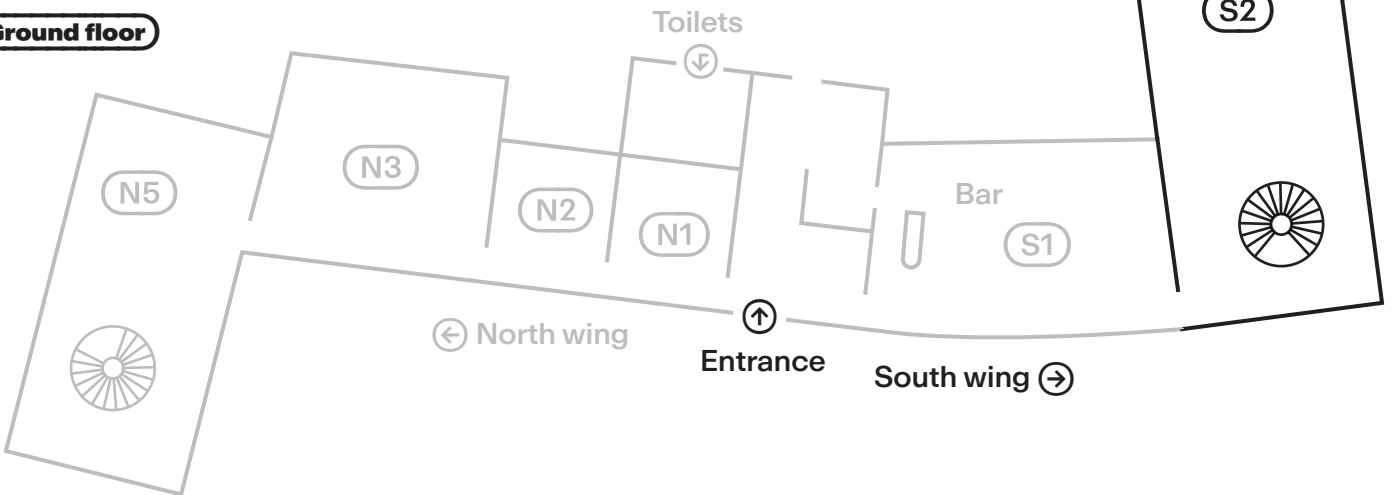 Ground floor
Toilets
S2
N5
N3
N2
N1
Bar
S1
North wing
Entrance
South wing